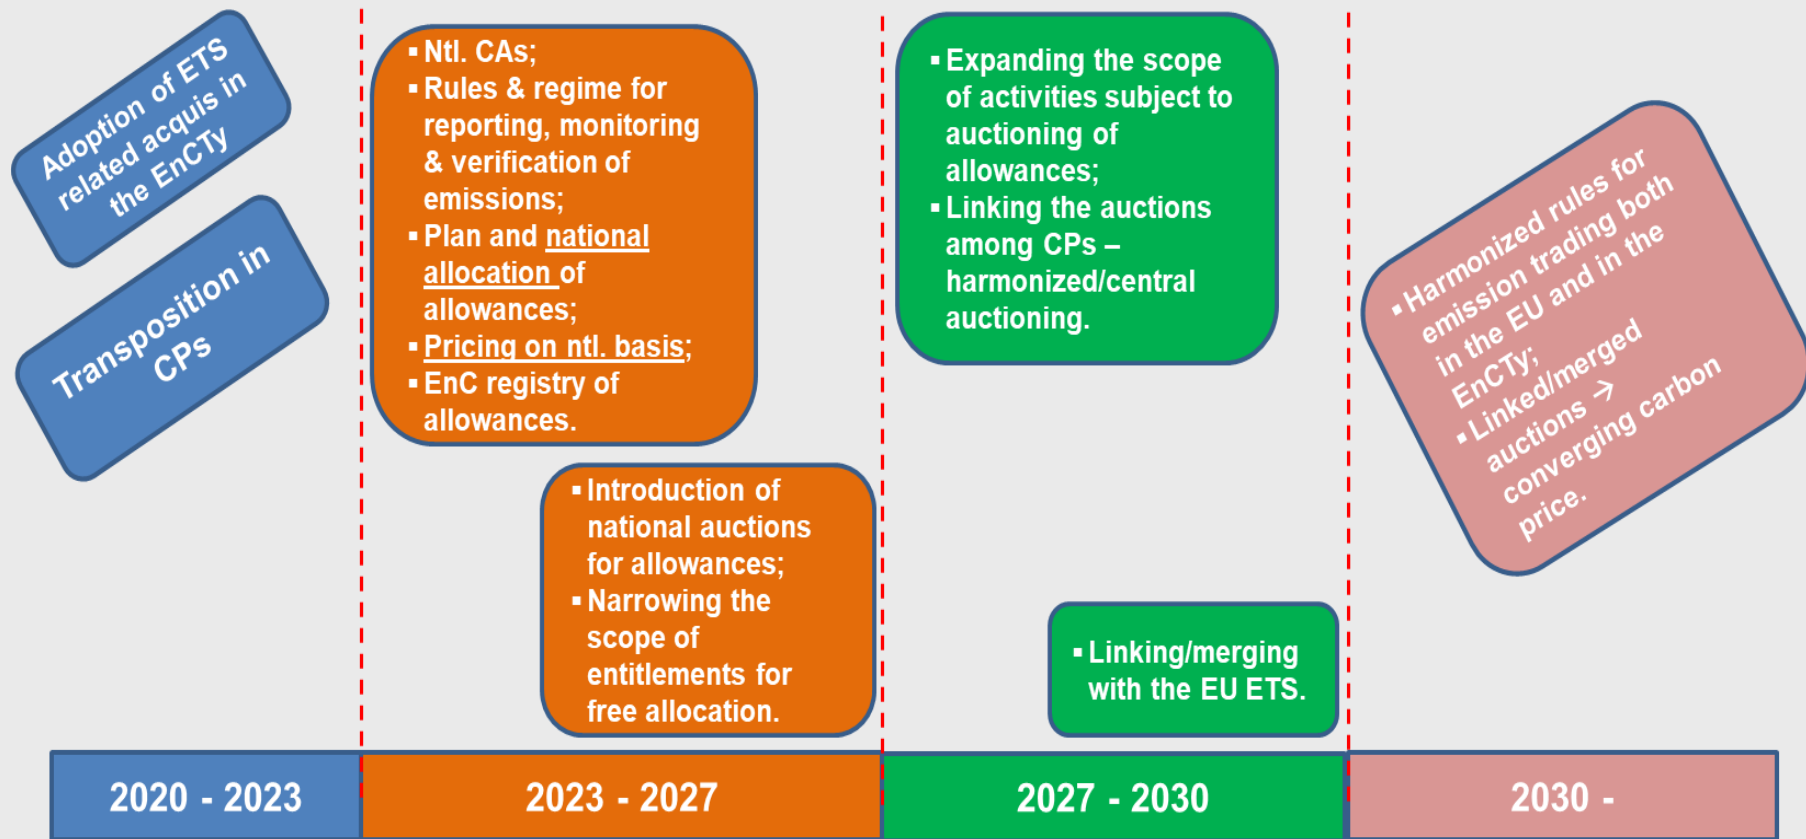 Adoption of ETS
related acquis in
the EnCTy
Transposition in
CPs
▪ Ntl. CAs;
▪ Rules & regime for
reporting, monitoring
& verification of
emissions;
▪ Plan and national
allocation of
allowances;
▪ Pricing on ntl. basis;
▪ EnC registry of
allowances.
▪ Introduction of
national auctions
for allowances;
▪ Narrowing the
scope of
entitlements for
free allocation.
▪ Expanding the scope
of activities subject to
auctioning of
allowances;
▪ Linking the auctions
among CPs –
harmonized/central
auctioning.
▪ Linking/merging
with the EU ETS.
▪ Harmonized rules for
emission trading both
in the EU and in the
EnCTy;
▪ Linked/merged
auctions →
converging carbon
price.
2020 - 2023
2023 - 2027
2027 - 2030
2030 -